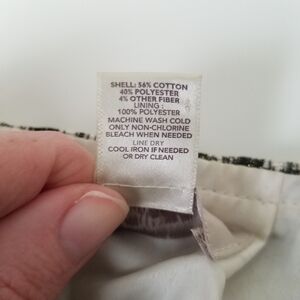 SHELL: 56% COTTON
40% POLYESTER
4% OTHER FIBER
LINING :
100% POLYESTER
MACHINE WASH COLD
ONLY NON-CHLORINE
BLEACH WHEN NEEDED
LINE DRY
COOL IRON IF NEEDED
OR DRY CLEAN